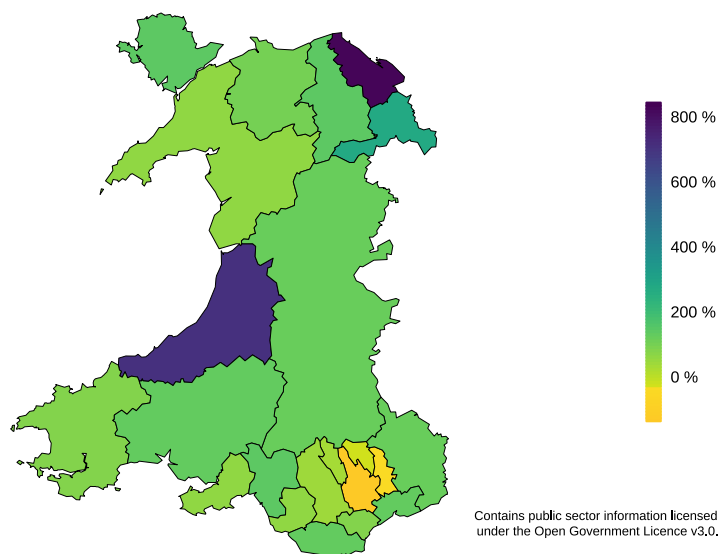 800 %
600 %
400 %
200 %
0 %
Contains public sector information licensed
under the Open Government Licence v3.0.